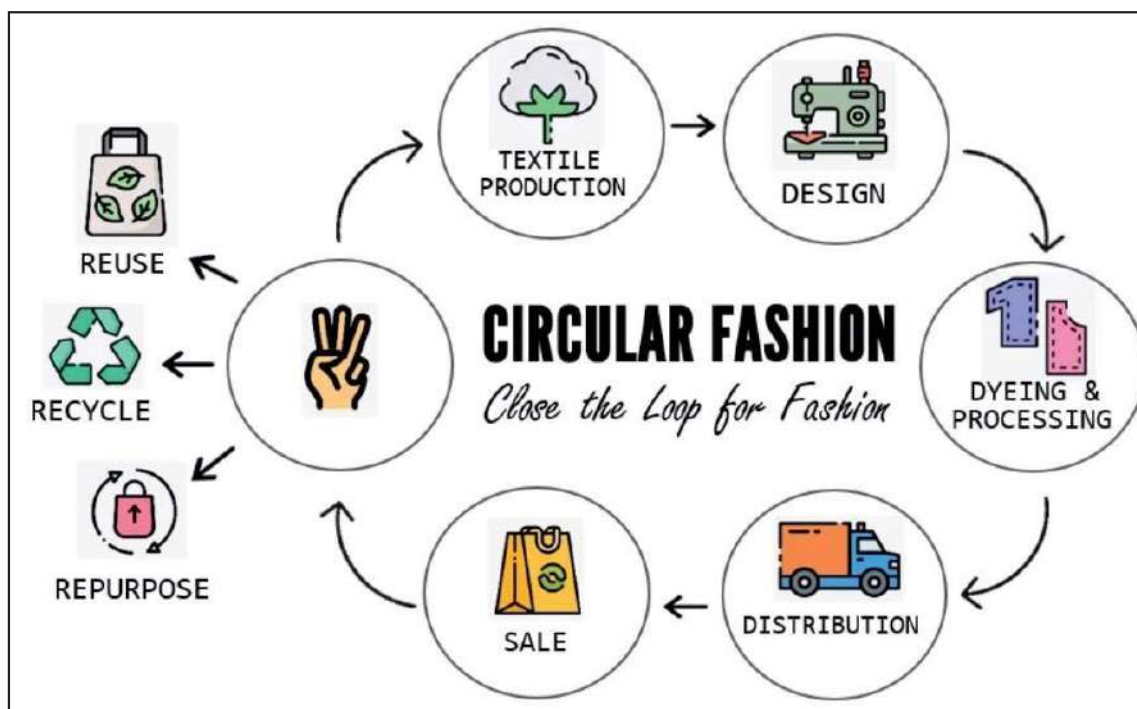 TEXTILE
PRODUCTION
DESIGN
REUSE
RECYCLE
REPURPOSE
CIRCULAR FASHION
Close the Loop for Fashion
DYEING &
PROCESSING
SALE
DISTRIBUTION